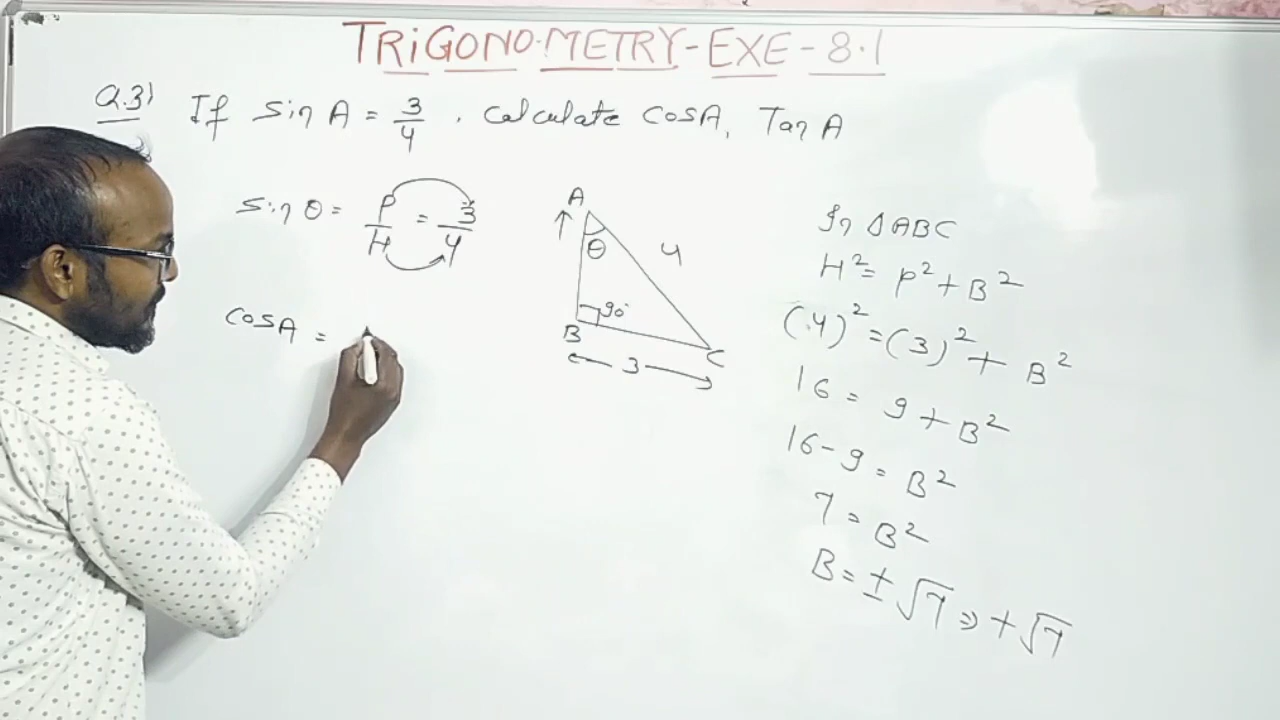 TRIGONOMETRY-EXE-8.1
Q.3) If sin A = 3/4 . Calculate cosA, Tan A
sin θ = P/H = 3/4
A
θ
4
90°
B
C
3
cosA =
In ΔABC
H² = P² + B²
(4)² = (3)² + B²
16 = 9 + B²
16 - 9 = B²
7 = B²
B = ± √7 => + √7